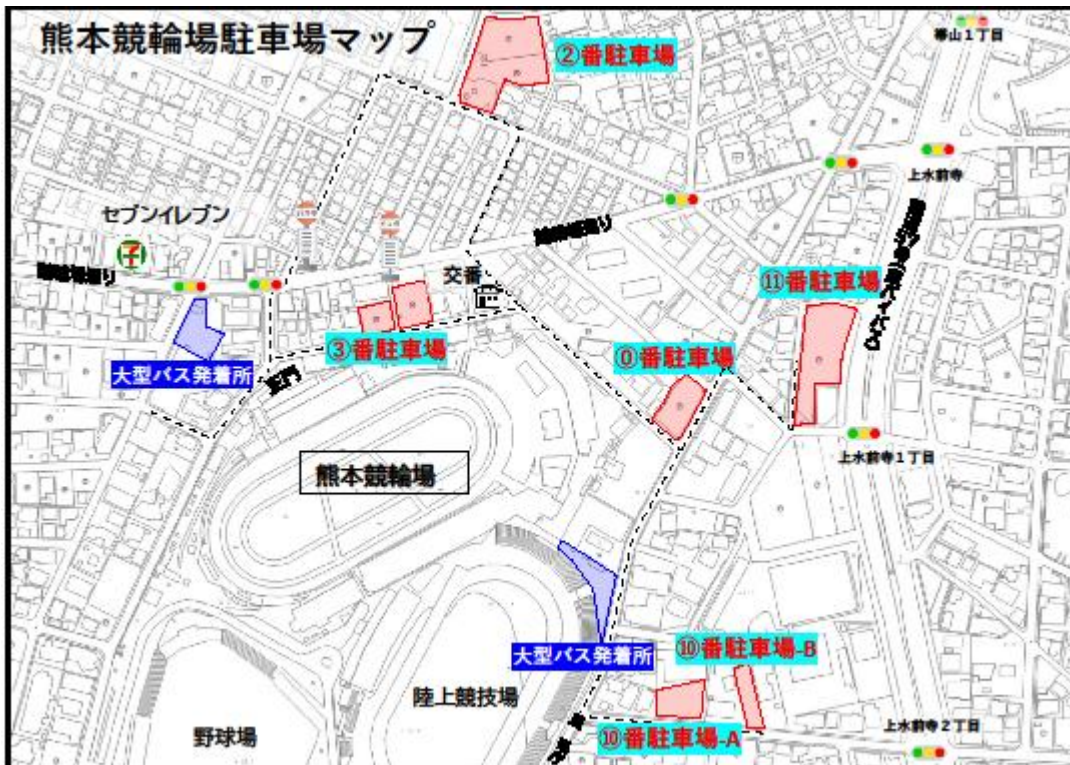 熊本競輪場駐車場マップ
②番駐車場
帯山1丁目
上水前寺
セブンイレブン
交番
⑪番駐車場
③番駐車場
⓪番駐車場
大型バス発着所
正門
熊本競輪場
上水前寺1丁目
大型バス発着所
⑩番駐車場-B
陸上競技場
野球場
⑩番駐車場-A
上水前寺2丁目